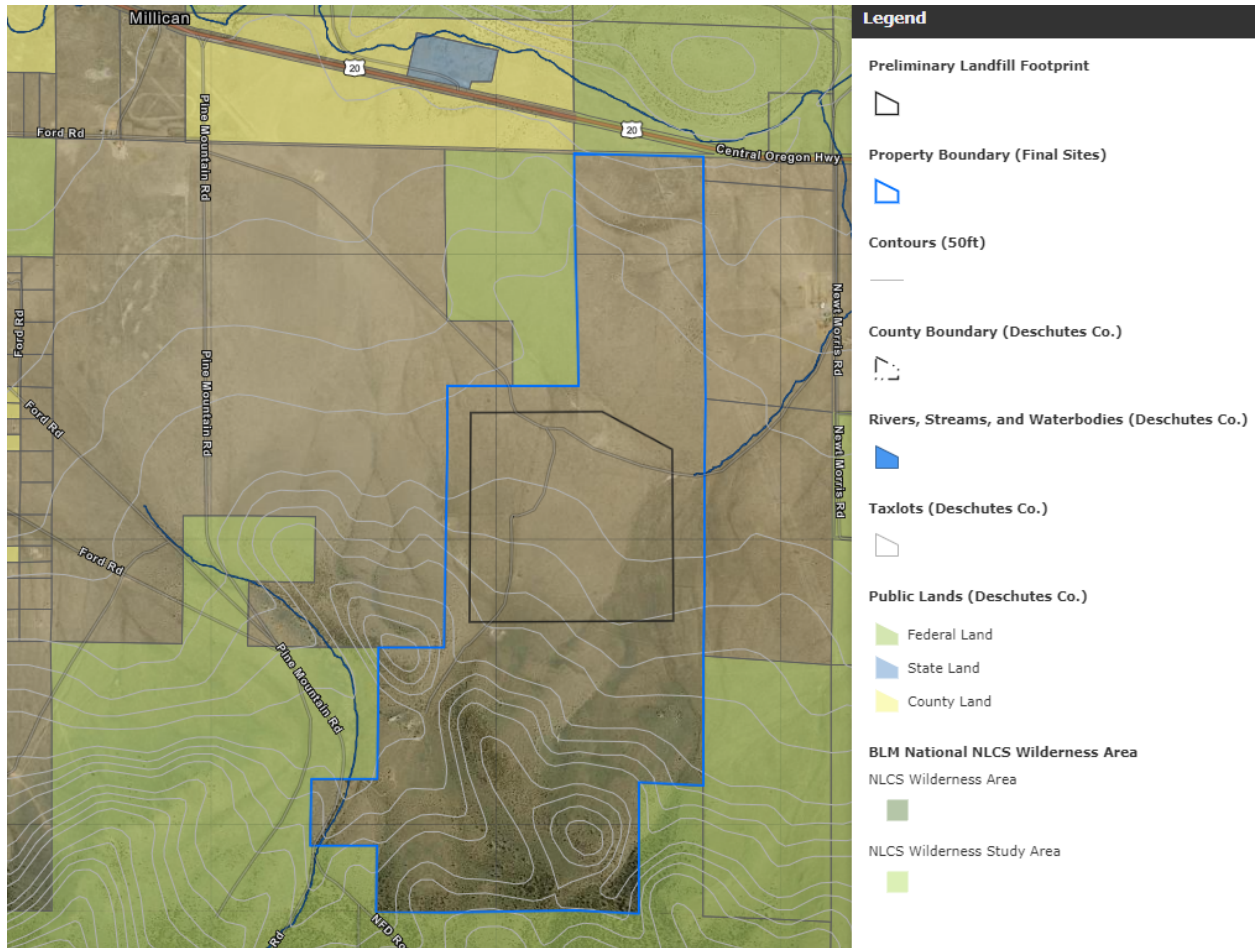 Millican
20
Pine Mountain Rd
Ford Rd
20
Central Oregon Hwy
Newt Morris Rd
Ford Rd
Pine Mountain Rd
Ford Rd
Newt Morris Rd
Ford Rd
Pine Mountain Rd
NFD Ro
Rd
Legend
Preliminary Landfill Footprint
Property Boundary (Final Sites)
Contours (50ft)
County Boundary (Deschutes Co.)
Rivers, Streams, and Waterbodies (Deschutes Co.)
Taxlots (Deschutes Co.)
Public Lands (Deschutes Co.)
Federal Land
State Land
County Land
BLM National NLCS Wilderness Area
NLCS Wilderness Area
NLCS Wilderness Study Area